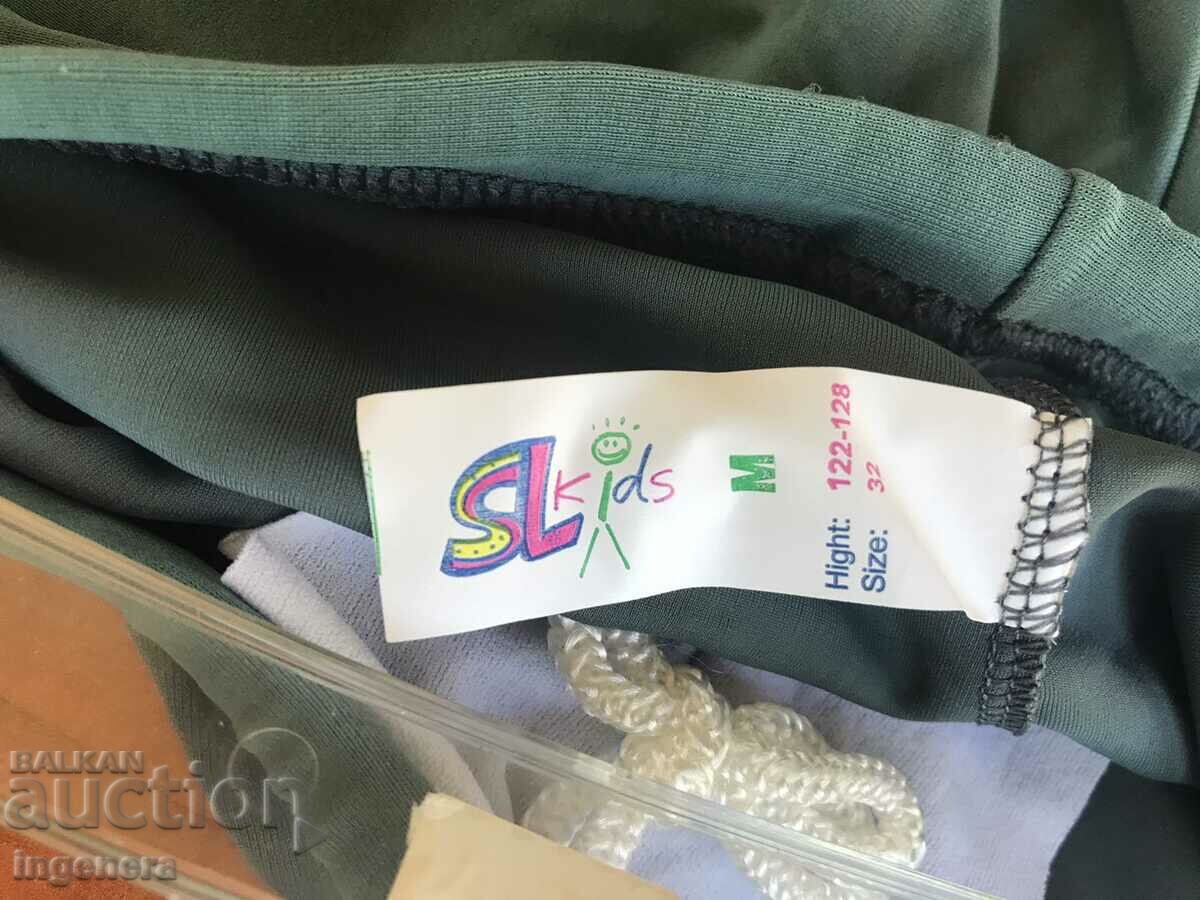 SL Kids
M
Hight: 122-128
Size: 32
BALKAN
auction
ingenera